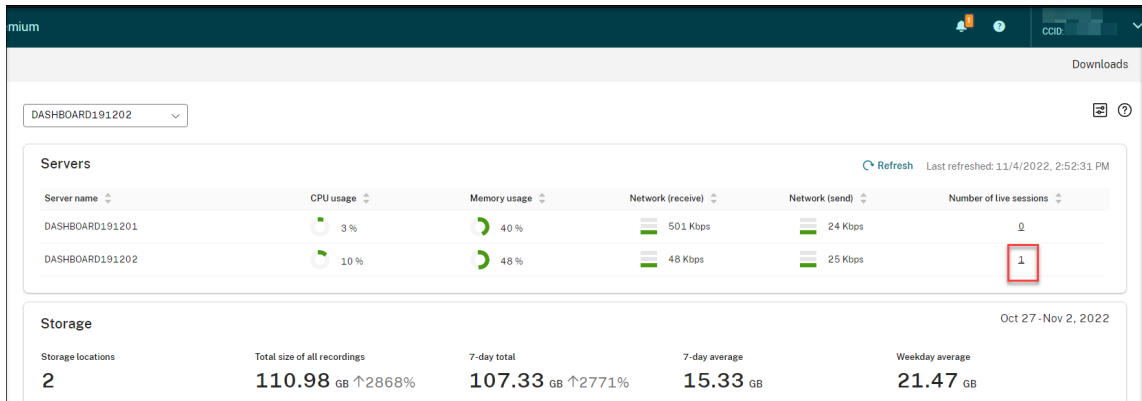 mium
!
?
CCID:
Downloads
DASHBOARD191202
?
Servers
Refresh Last refreshed: 11/4/2022, 2:52:31 PM
Server name CPU usage Memory usage Network (receive) Network (send) Number of live sessions
DASHBOARD191201 3 % 40 % 501 Kbps 24 Kbps 0
DASHBOARD191202 10 % 48 % 48 Kbps 25 Kbps 1
Storage Oct 27 - Nov 2, 2022
Storage locations Total size of all recordings 7-day total 7-day average Weekday average
2 110.98 GB ↑2868% 107.33 GB ↑2771% 15.33 GB 21.47 GB